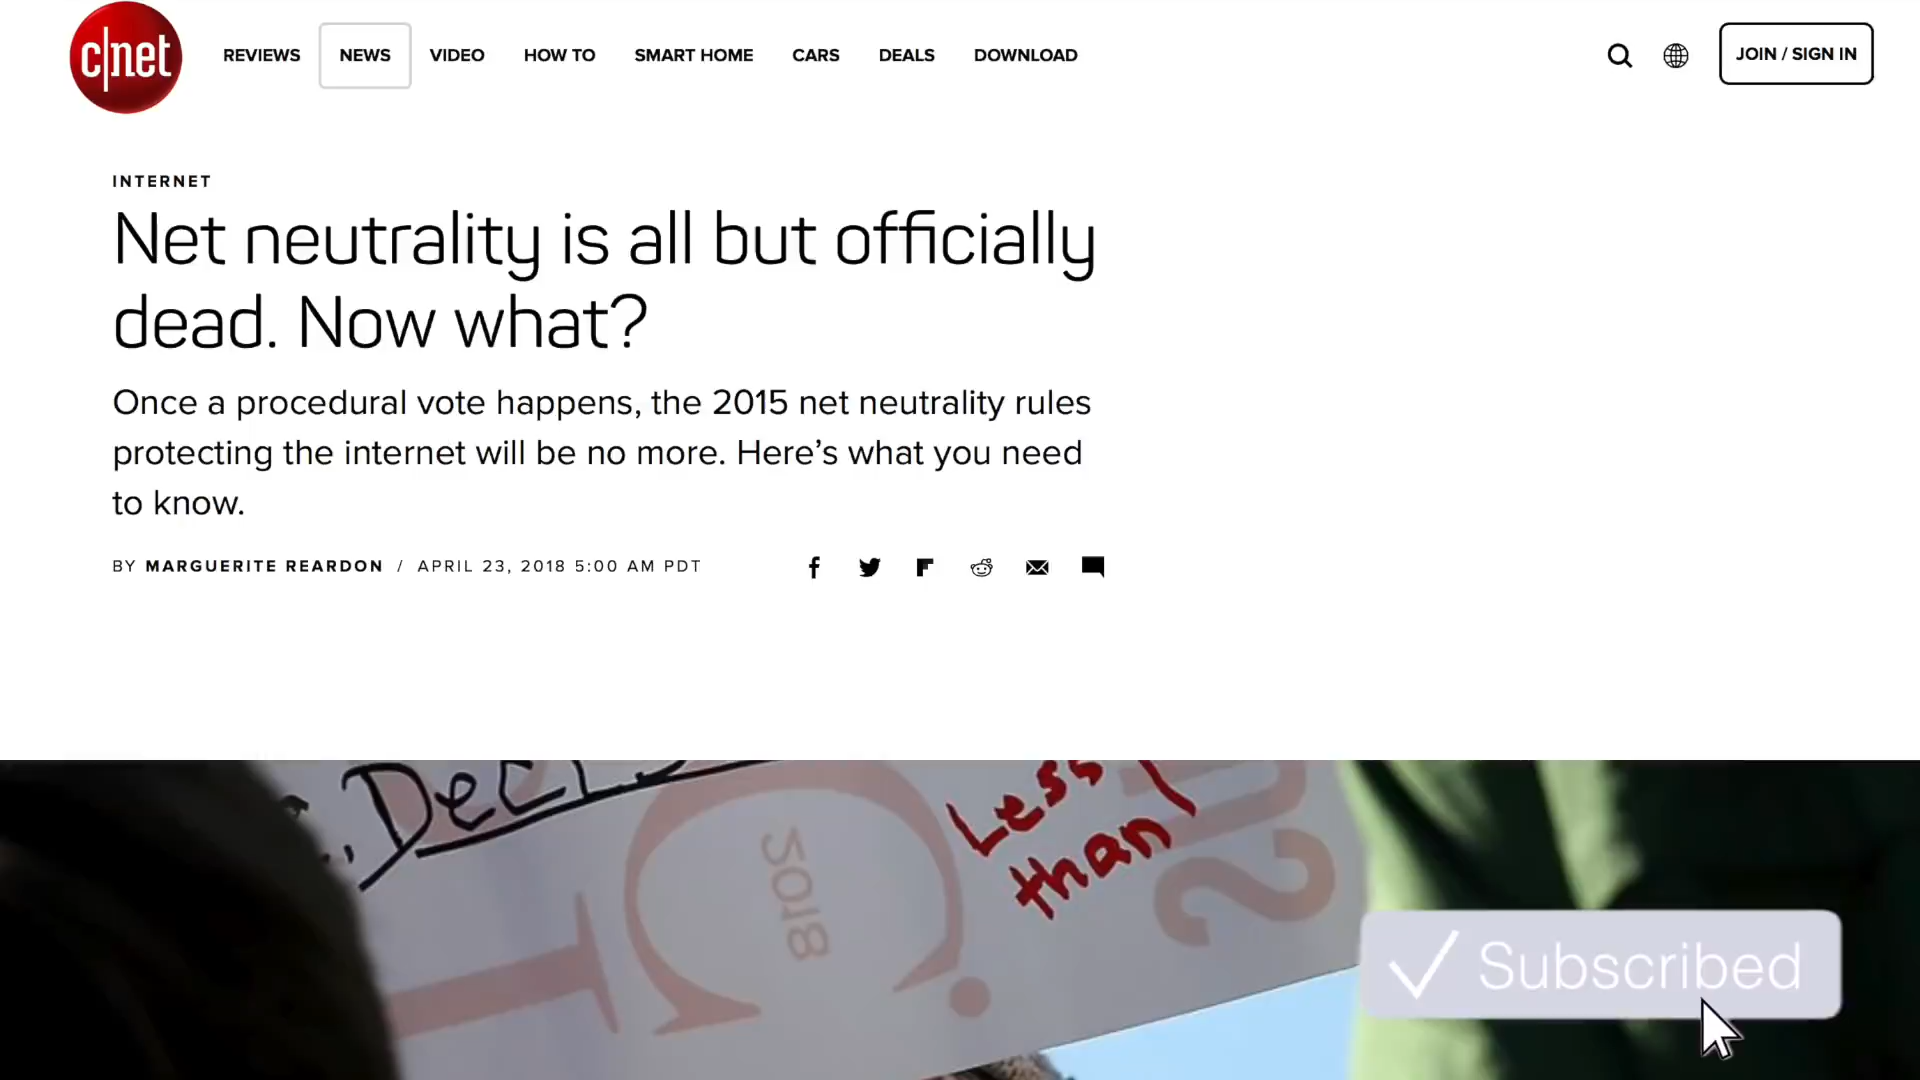 c|net
REVIEWS NEWS VIDEO HOW TO SMART HOME CARS DEALS DOWNLOAD
JOIN / SIGN IN
INTERNET
Net neutrality is all but officially
dead. Now what?
Once a procedural vote happens, the 2015 net neutrality rules
protecting the internet will be no more. Here’s what you need
to know.
BY MARGUERITE REARDON / APRIL 23, 2018 5:00 AM PDT
Less
than
2018
Subscribed